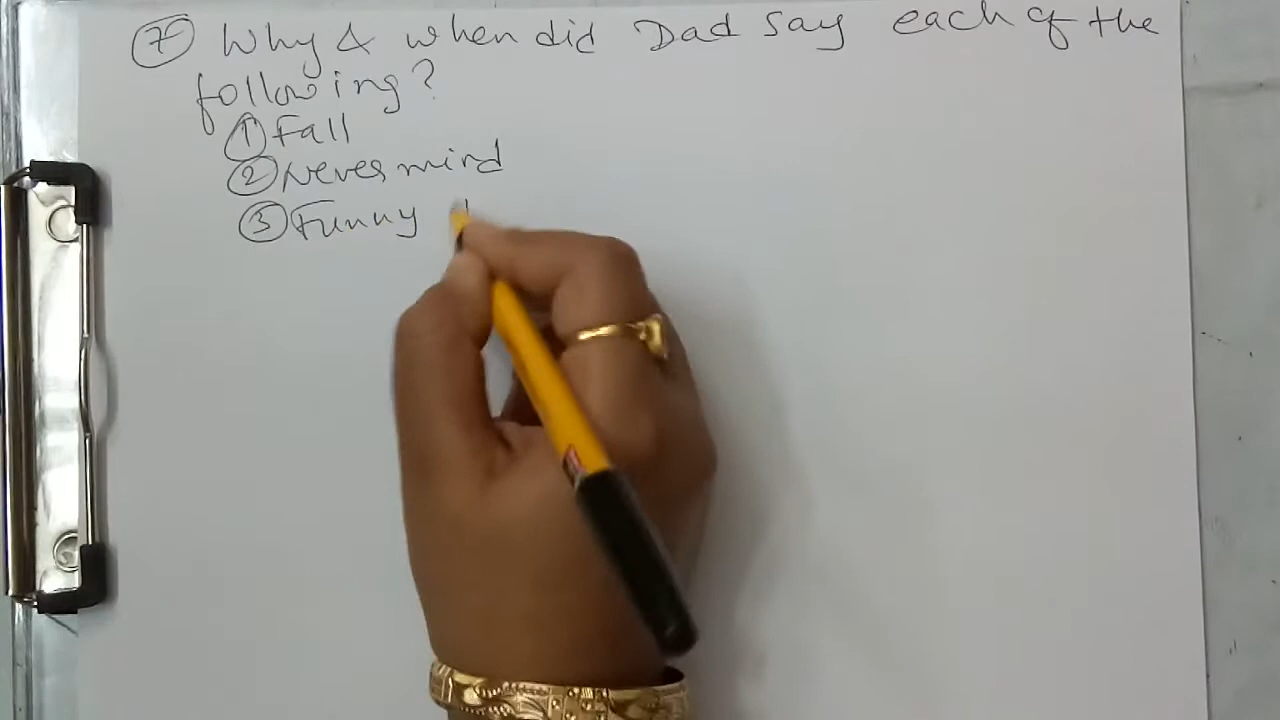 7 Why & when did Dad say each of the
following?
1 Fall
2 Never mind
3 Funny